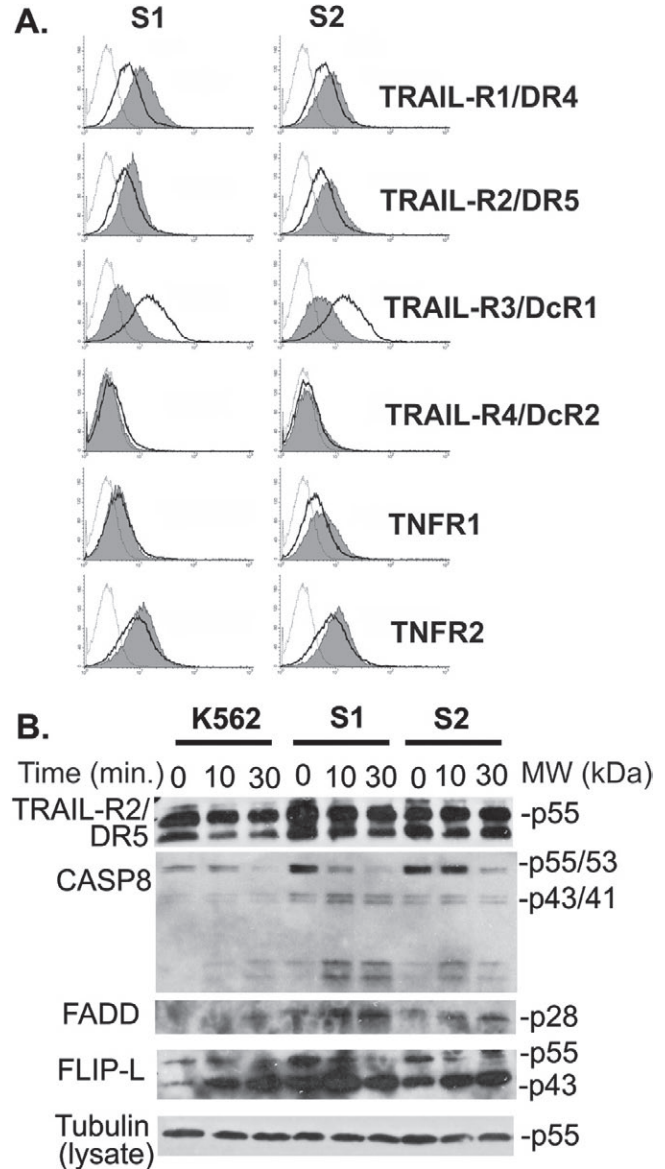 A.
S1 S2
TRAIL-R1/DR4
TRAIL-R2/DR5
TRAIL-R3/DcR1
TRAIL-R4/DcR2
TNFR1
TNFR2
B.
K562 S1 S2
Time (min.) 0 10 30 0 10 30 0 10 30 MW (kDa)
TRAIL-R2/
DR5
-p55
CASP8
-p55/53
-p43/41
FADD
-p28
FLIP-L
-p55
-p43
Tubulin
(lysate)
-p55